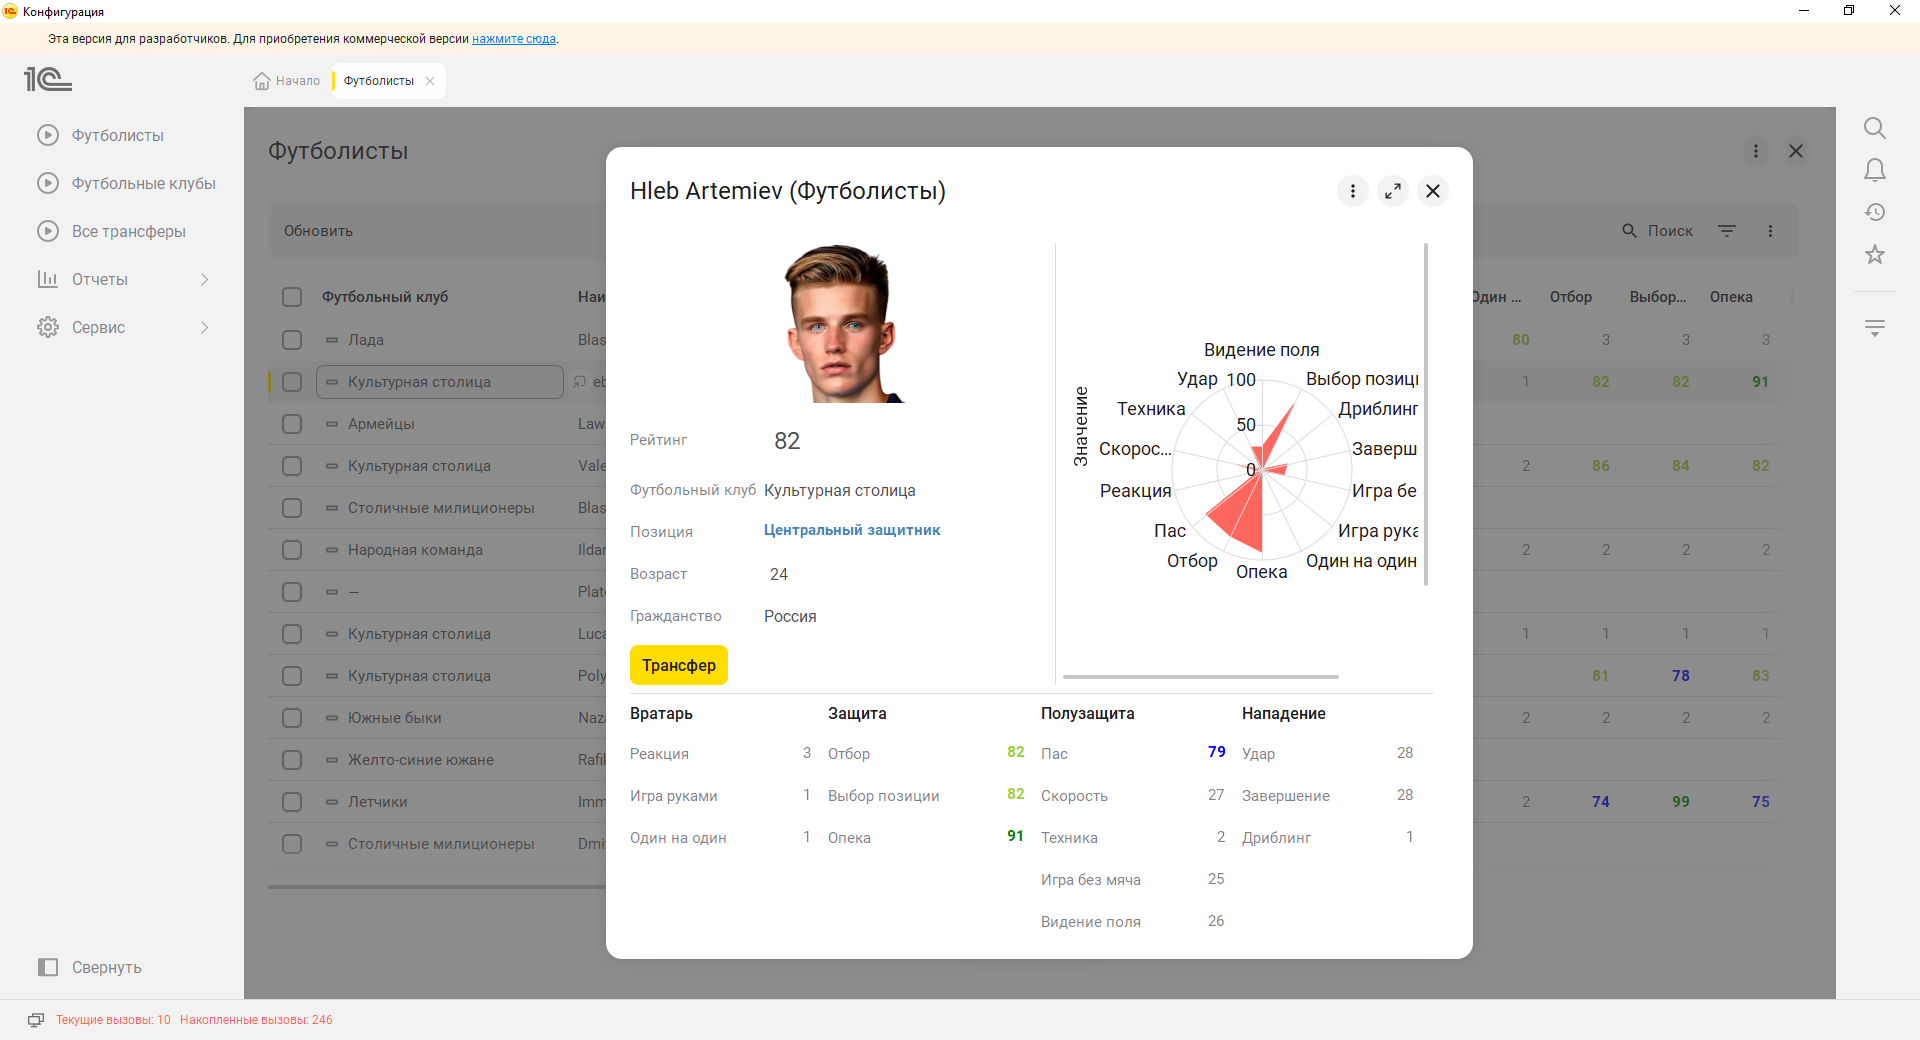 Конфигурация
Эта версия для разработчиков. Для приобретения коммерческой версии нажмите сюда.
1С
Начало
Футболисты
Футболисты
Футбольные клубы
Все трансферы
Отчеты
Сервис
Свернуть
Футболисты
Обновить
Поиск
Футбольный клуб Наи Один ... Отбор Выбор... Опека
Лада Blas 80 3 3 3
Культурная столица eb 1 82 82 91
Армейцы Law
Культурная столица Vale 2 86 84 82
Столичные милиционеры Blas
Народная команда Ildar 2 2 2 2
— Plato
Культурная столица Luca 1 1 1 1
Культурная столица Poly 81 78 83
Южные быки Naza 2 2 2 2
Желто-синие южане Rafik
Летчики Imm 2 74 99 75
Столичные милиционеры Dmi
Hleb Artemiev (Футболисты)
Рейтинг 82
Футбольный клуб Культурная столица
Позиция Центральный защитник
Возраст 24
Гражданство Россия
Трансфер
Значение
Видение поля
Удар 100 Выбор позици
Техника Дриблинг
50
Скорос... Заверш
0
Реакция Игра бе
Пас Игра рука
Отбор Один на один
Опека
Вратарь Защита Полузащита Нападение
Реакция 3 Отбор 82 Пас 79 Удар 28
Игра руками 1 Выбор позиции 82 Скорость 27 Завершение 28
Один на один 1 Опека 91 Техника 2 Дриблинг 1
Игра без мяча 25
Видение поля 26
Текущие вызовы: 10 Накопленные вызовы: 246